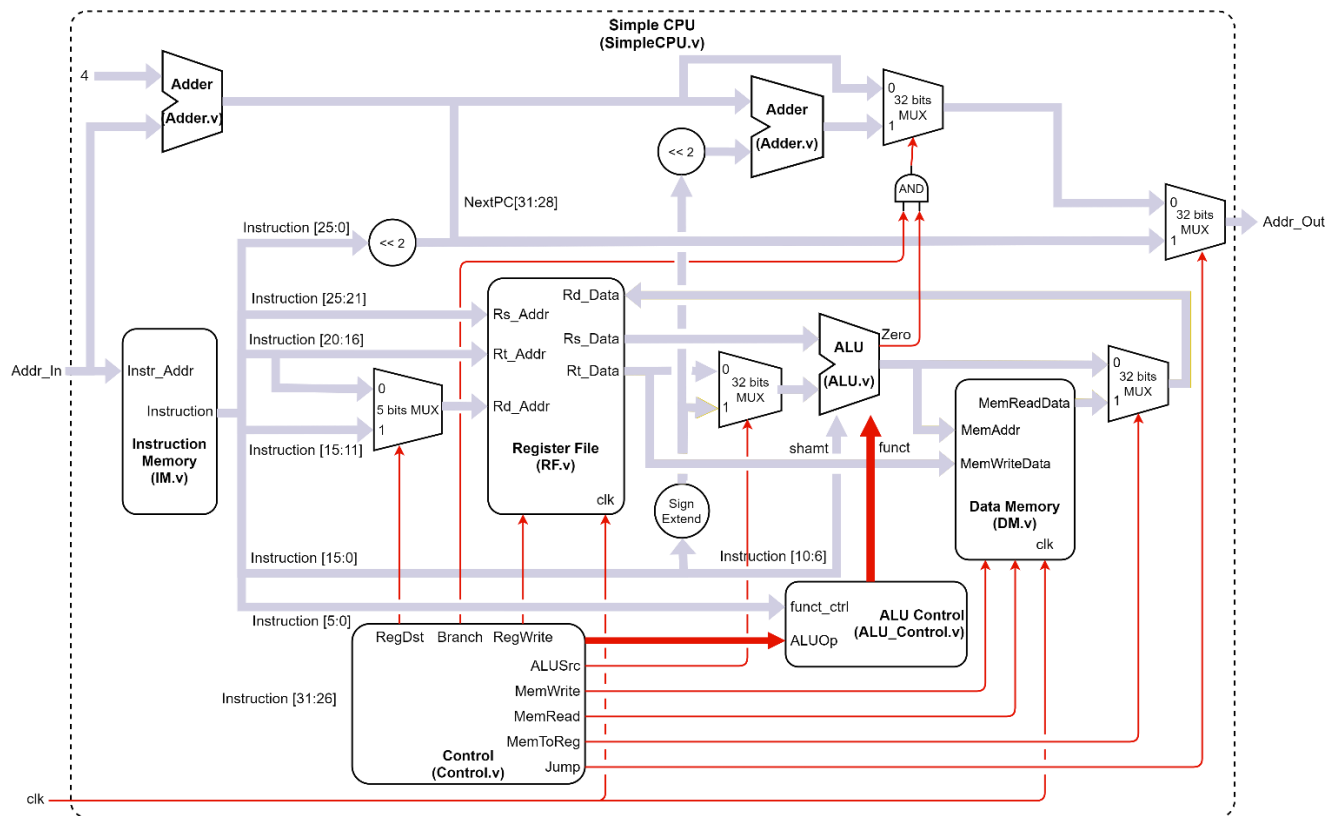 Simple CPU
(SimpleCPU.v)
4
Adder
(Adder.v)
Adder
(Adder.v)
0
32 bits
MUX
1
<< 2
AND
NextPC[31:28]
0
32 bits
MUX
1
Addr_Out
Instruction [25:0]
<< 2
Instruction [25:21]
Rd_Data
Rs_Addr
Instruction [20:16]
Rs_Data
Rt_Addr
Rt_Data
Zero
ALU
(ALU.v)
Addr_In
Instr_Addr
Instruction
Instruction
Memory
(IM.v)
0
5 bits MUX
1
Rd_Addr
Register File
(RF.v)
clk
0
32 bits
MUX
1
0
32 bits
MUX
1
MemReadData
MemAddr
MemWriteData
Data Memory
(DM.v)
clk
Instruction [15:11]
shamt
funct
Sign
Extend
Instruction [15:0]
Instruction [10:6]
funct_ctrl
ALU Control
(ALU_Control.v)
ALUOp
Instruction [5:0]
RegDst
Branch
RegWrite
ALUSrc
Instruction [31:26]
MemWrite
MemRead
MemToReg
Jump
Control
(Control.v)
clk